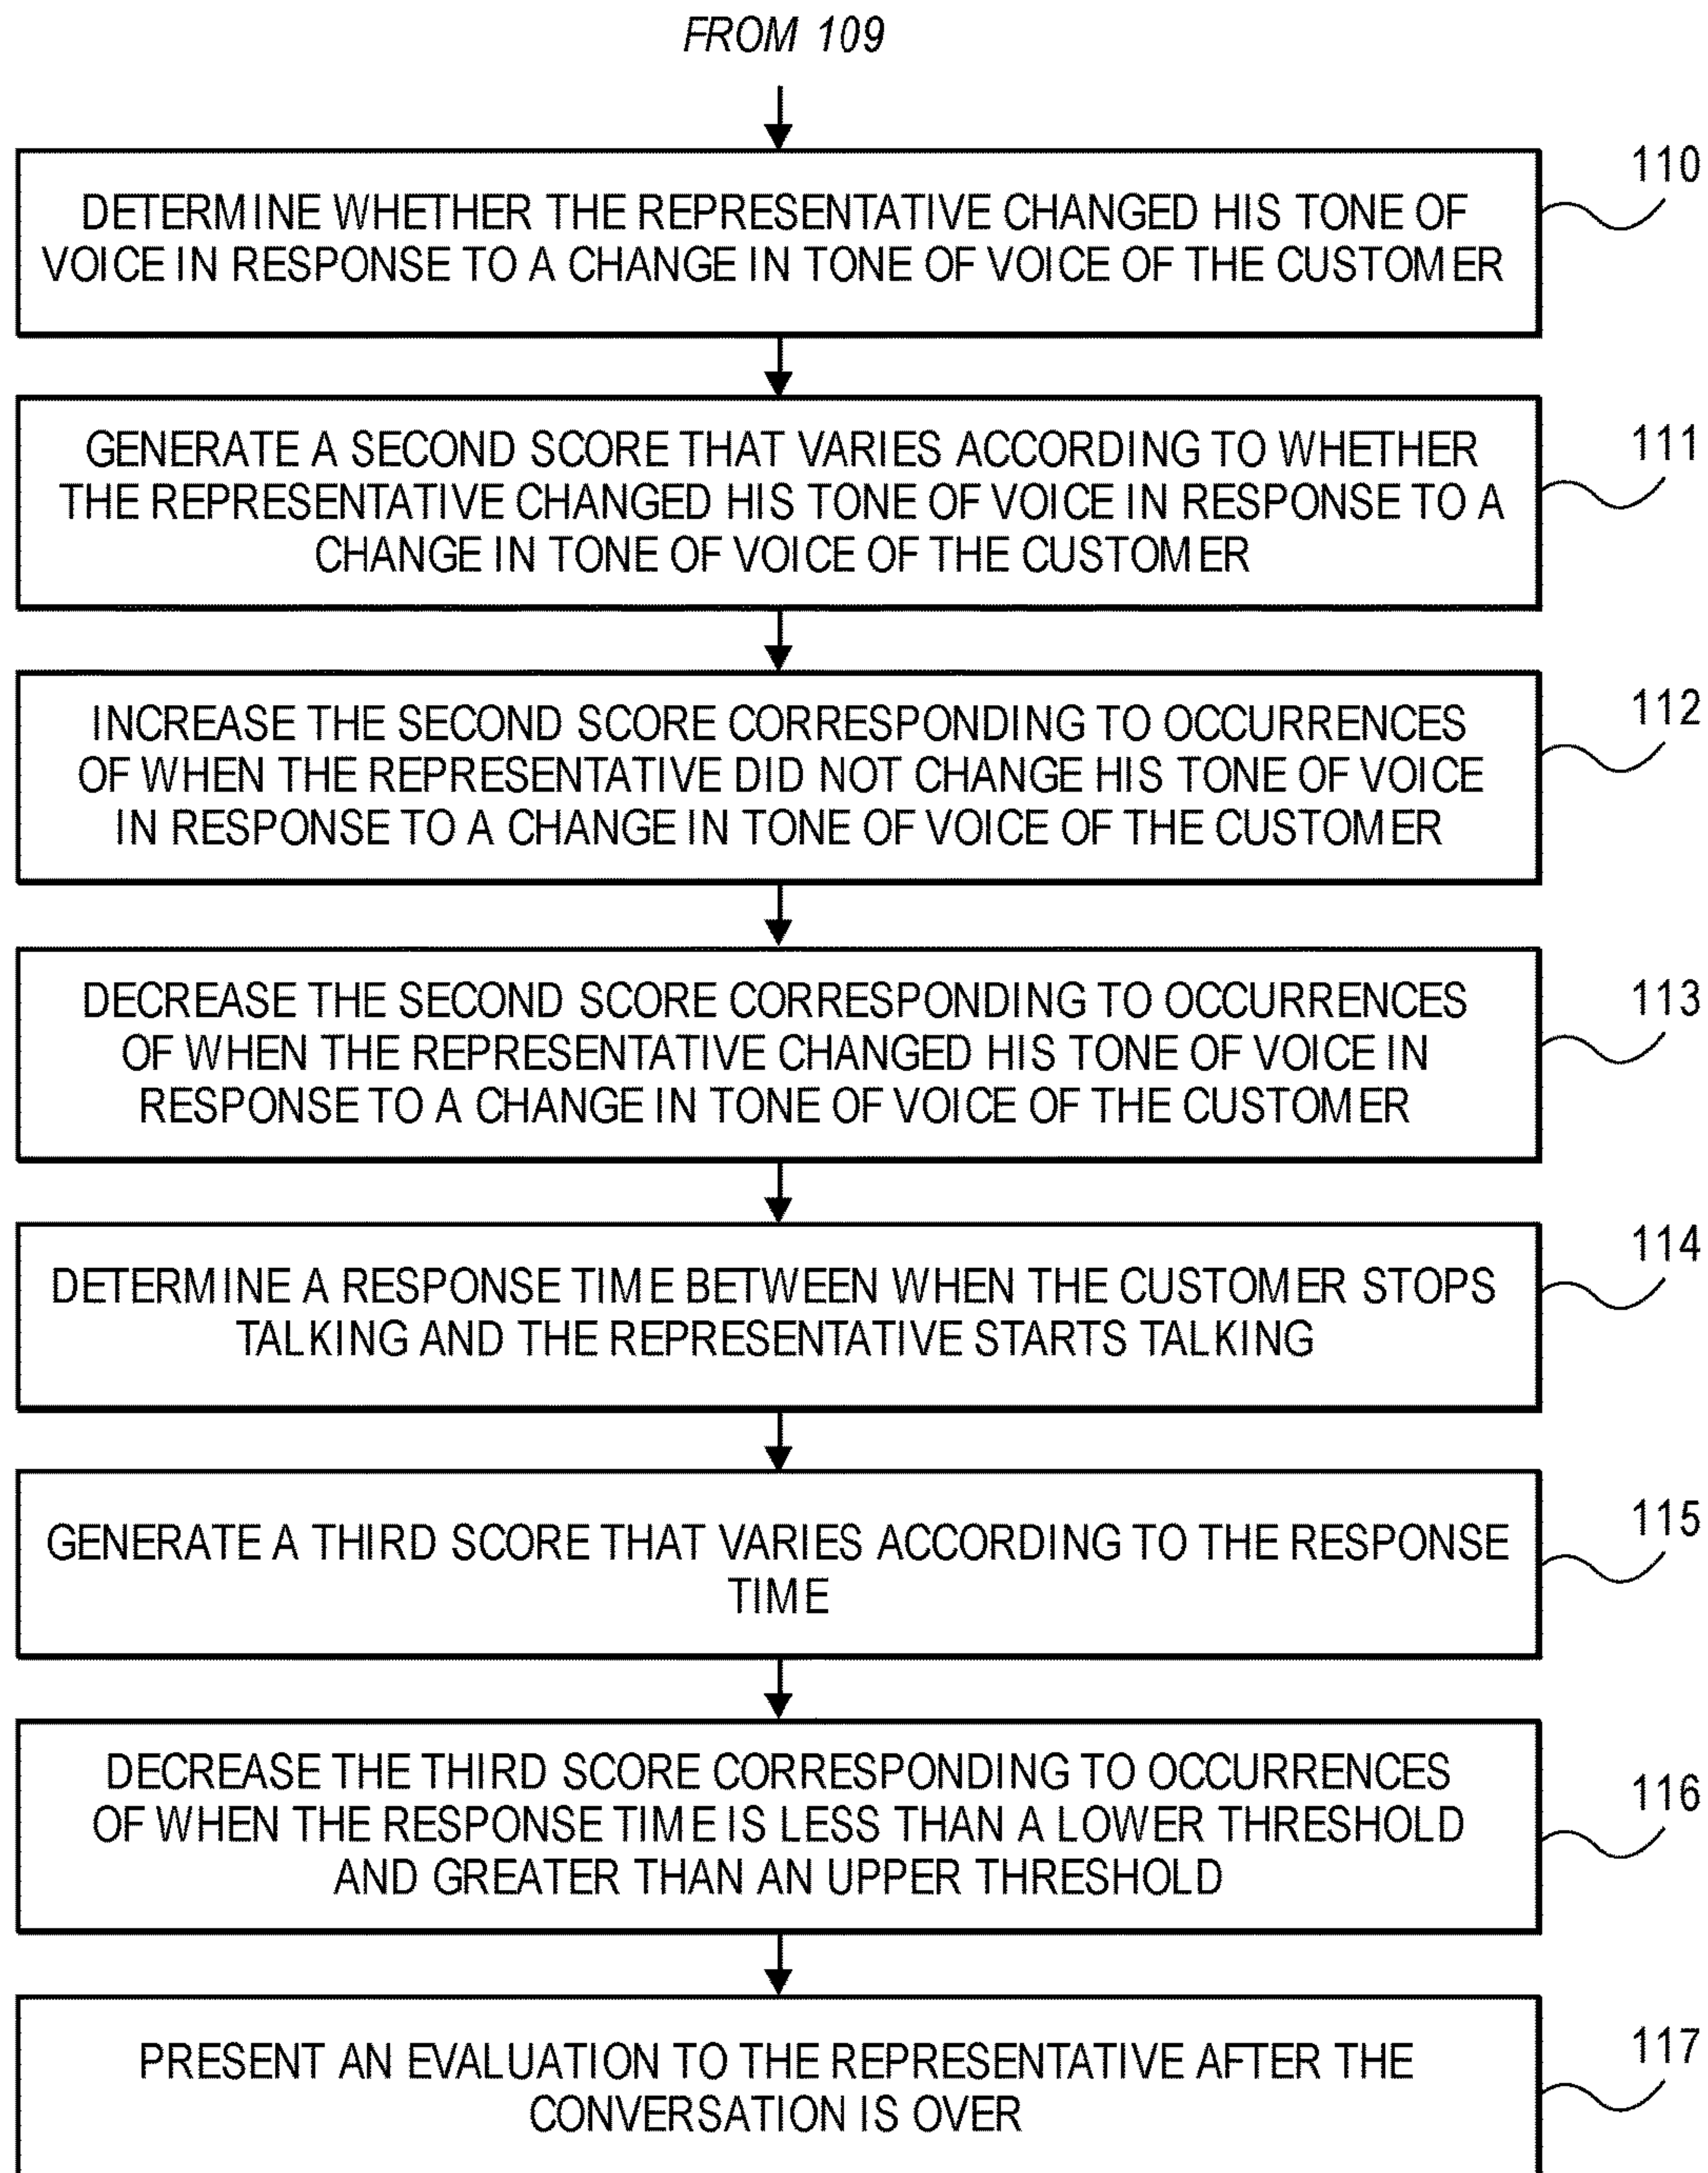 FROM 109
110
DETERMINE WHETHER THE REPRESENTATIVE CHANGED HIS TONE OF
VOICE IN RESPONSE TO A CHANGE IN TONE OF VOICE OF THE CUSTOMER
111
GENERATE A SECOND SCORE THAT VARIES ACCORDING TO WHETHER
THE REPRESENTATIVE CHANGED HIS TONE OF VOICE IN RESPONSE TO A
CHANGE IN TONE OF VOICE OF THE CUSTOMER
112
INCREASE THE SECOND SCORE CORRESPONDING TO OCCURRENCES
OF WHEN THE REPRESENTATIVE DID NOT CHANGE HIS TONE OF VOICE
IN RESPONSE TO A CHANGE IN TONE OF VOICE OF THE CUSTOMER
113
DECREASE THE SECOND SCORE CORRESPONDING TO OCCURRENCES
OF WHEN THE REPRESENTATIVE CHANGED HIS TONE OF VOICE IN
RESPONSE TO A CHANGE IN TONE OF VOICE OF THE CUSTOMER
114
DETERMINE A RESPONSE TIME BETWEEN WHEN THE CUSTOMER STOPS
TALKING AND THE REPRESENTATIVE STARTS TALKING
115
GENERATE A THIRD SCORE THAT VARIES ACCORDING TO THE RESPONSE
TIME
116
DECREASE THE THIRD SCORE CORRESPONDING TO OCCURRENCES
OF WHEN THE RESPONSE TIME IS LESS THAN A LOWER THRESHOLD
AND GREATER THAN AN UPPER THRESHOLD
117
PRESENT AN EVALUATION TO THE REPRESENTATIVE AFTER THE
CONVERSATION IS OVER